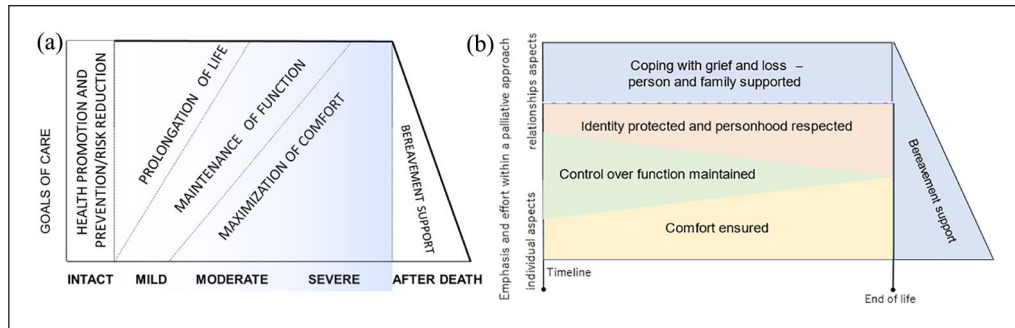 (a)
GOALS OF CARE
HEALTH PROMOTION AND
PREVENTION/RISK REDUCTION
PROLONGATION OF LIFE
MAINTENANCE OF FUNCTION
MAXIMIZATION OF COMFORT
BEREAVEMENT SUPPORT
INTACT MILD MODERATE SEVERE AFTER DEATH
(b)
Emphasis and effort within a palliative approach
individual aspects relationships aspects
Coping with grief and loss –
person and family supported
Identity protected and personhood respected
Control over function maintained
Comfort ensured
Bereavement support
Timeline
End of life